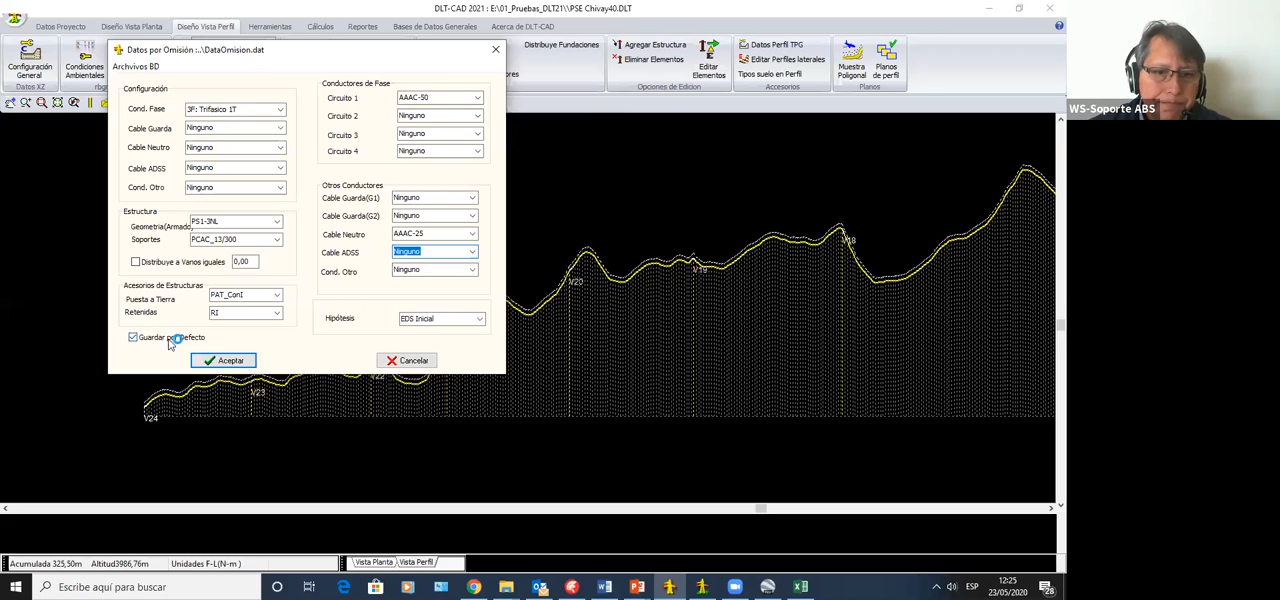 DLT-CAD 2021 : E:\01_Pruebas_DLT21\\PSE Chivay40.DLT
Datos Proyecto
Diseño Vista Planta
Diseño Vista Perfil
Herramientas
Cálculos
Reportes
Bases de Datos Generales
Acerca de DLT-CAD
Configuración
General
Condiciones
Ambientales
Datos XZ
Distribuye Fundaciones
Agregar Estructura
Eliminar Elementos
Editar
Elementos
Opciones de Edicion
Datos Perfil TPG
Editar Perfiles laterales
Tipos suelo en Perfil
Accesorios
Muestra
Poligonal
Planos
de perfil
Planos
Datos por Omisión :..\DataOmision.dat
Archivos BD
Configuración
Cond. Fase
3F: Trifasico 1T
Cable Guarda
Ninguno
Cable Neutro
Ninguno
Cable ADSS
Ninguno
Cond. Otro
Ninguno
Estructura
Geometria(Armado,
PS1-3NL
Soportes
PCAC_13/300
Distribuye a Vanos iguales
0,00
Acesorios de Estructuras
Puesta a Tierra
PAT_ConI
Retenidas
RI
Aceptar
Conductores de Fase
Circuito 1
AAAC-50
Circuito 2
Ninguno
Circuito 3
Ninguno
Circuito 4
Ninguno
Otros Conductores
Cable Guarda(G1)
Ninguno
Cable Guarda(G2)
Ninguno
Cable Neutro
AAAC-25
Cable ADSS
Ninguno
Cond. Otro
Ninguno
Hipótesis
EDS Inicial
Cancelar
V18
V19
V20
V22
V23
V24
WS-Soporte ABS
Acumulada 325,50m
Altitud3986,76m
Unidades F-L(N-m )
Vista Planta
Vista Perfil
Escribe aquí para buscar
ESP
12:25
23/05/2020
28